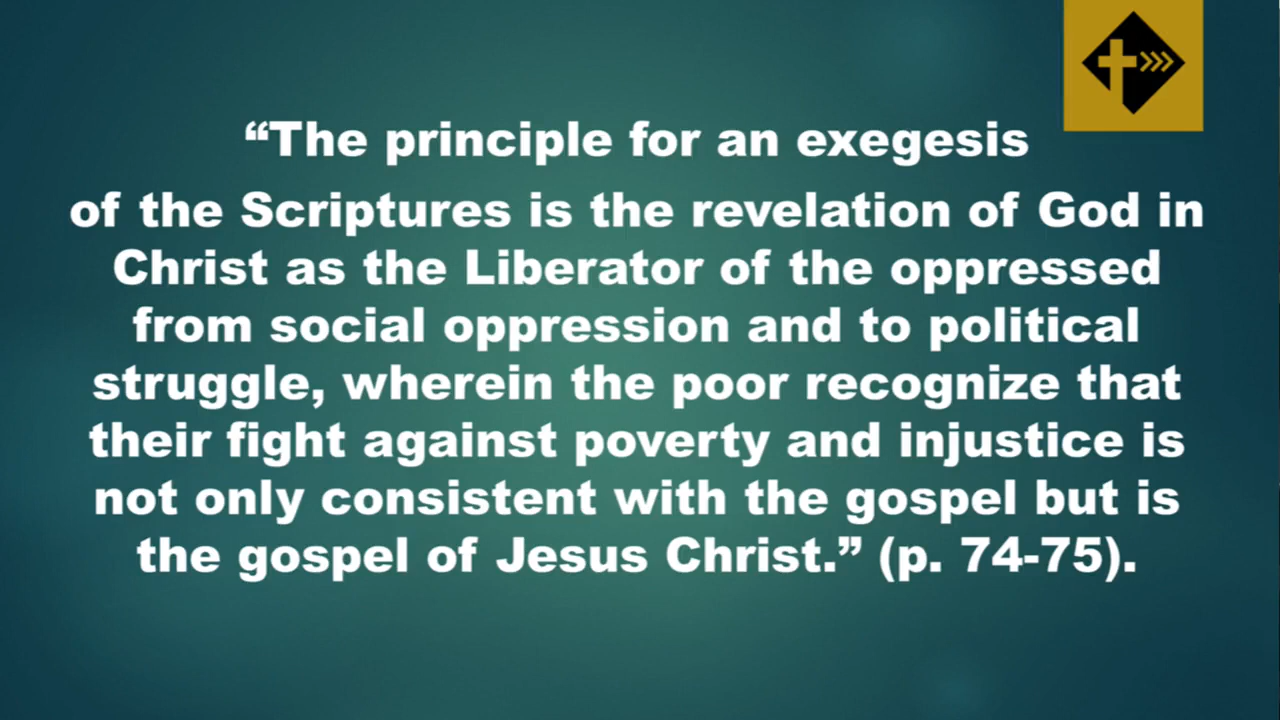 “The principle for an exegesis
of the Scriptures is the revelation of God in
Christ as the Liberator of the oppressed
from social oppression and to political
struggle, wherein the poor recognize that
their fight against poverty and injustice is
not only consistent with the gospel but is
the gospel of Jesus Christ.” (p. 74-75).